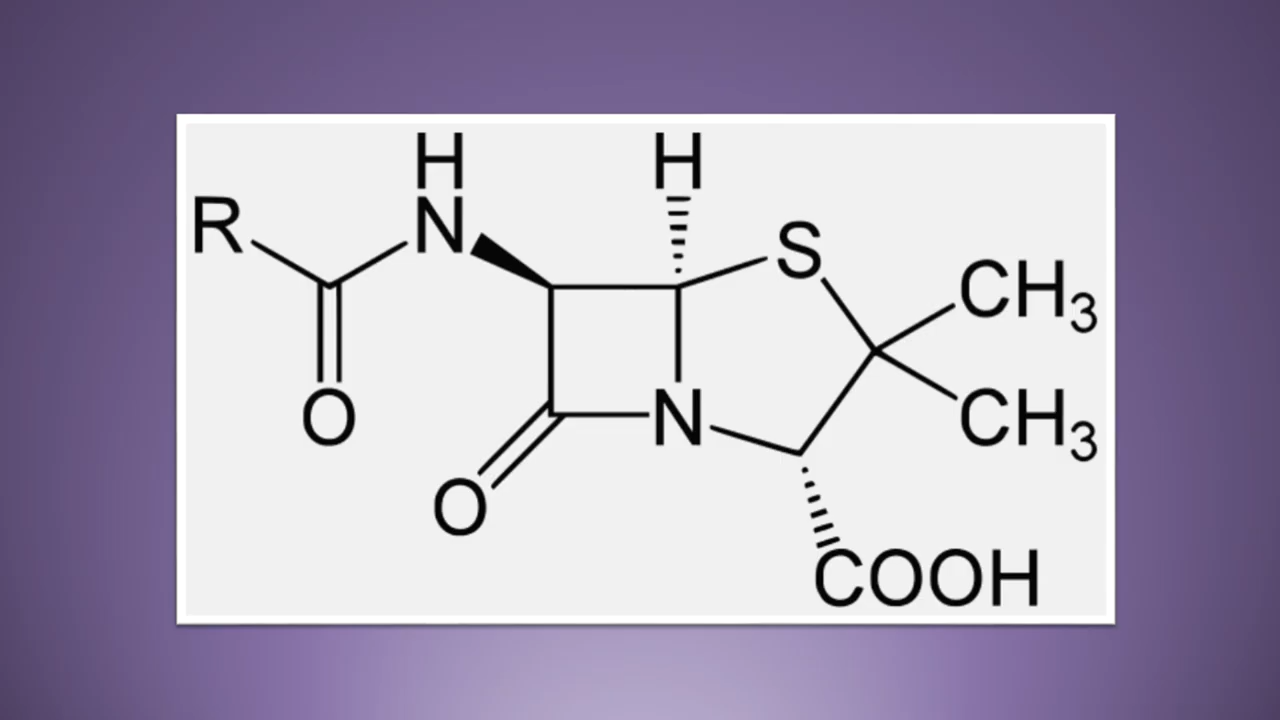 H H
R N S CH₃
O N CH₃
O
COOH